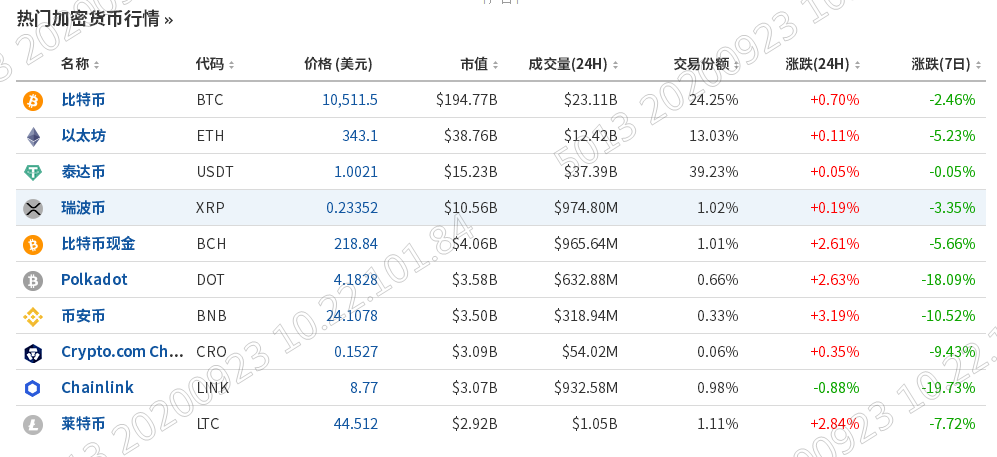 热门加密货币行情 »
名称 代码 价格 (美元) 市值 成交量(24H) 交易份额 涨跌(24H) 涨跌(7日)
比特币 BTC 10,511.5 $194.77B $23.11B 24.25% +0.70% -2.46%
以太坊 ETH 343.1 $38.76B $12.42B 13.03% +0.11% -5.23%
泰达币 USDT 1.0021 $15.23B $37.39B 39.23% +0.05% -0.05%
瑞波币 XRP 0.23352 $10.56B $974.80M 1.02% +0.19% -3.35%
比特币现金 BCH 218.84 $4.06B $965.64M 1.01% +2.61% -5.66%
Polkadot DOT 4.1828 $3.58B $632.88M 0.66% +2.63% -18.09%
币安币 BNB 24.1078 $3.50B $318.94M 0.33% +3.19% -10.52%
Crypto.com Ch... CRO 0.1527 $3.09B $54.02M 0.06% +0.35% -9.43%
Chainlink LINK 8.77 $3.07B $932.58M 0.98% -0.88% -19.73%
莱特币 LTC 44.512 $2.92B $1.05B 1.11% +2.84% -7.72%
5013 20200923 10.22.101.84